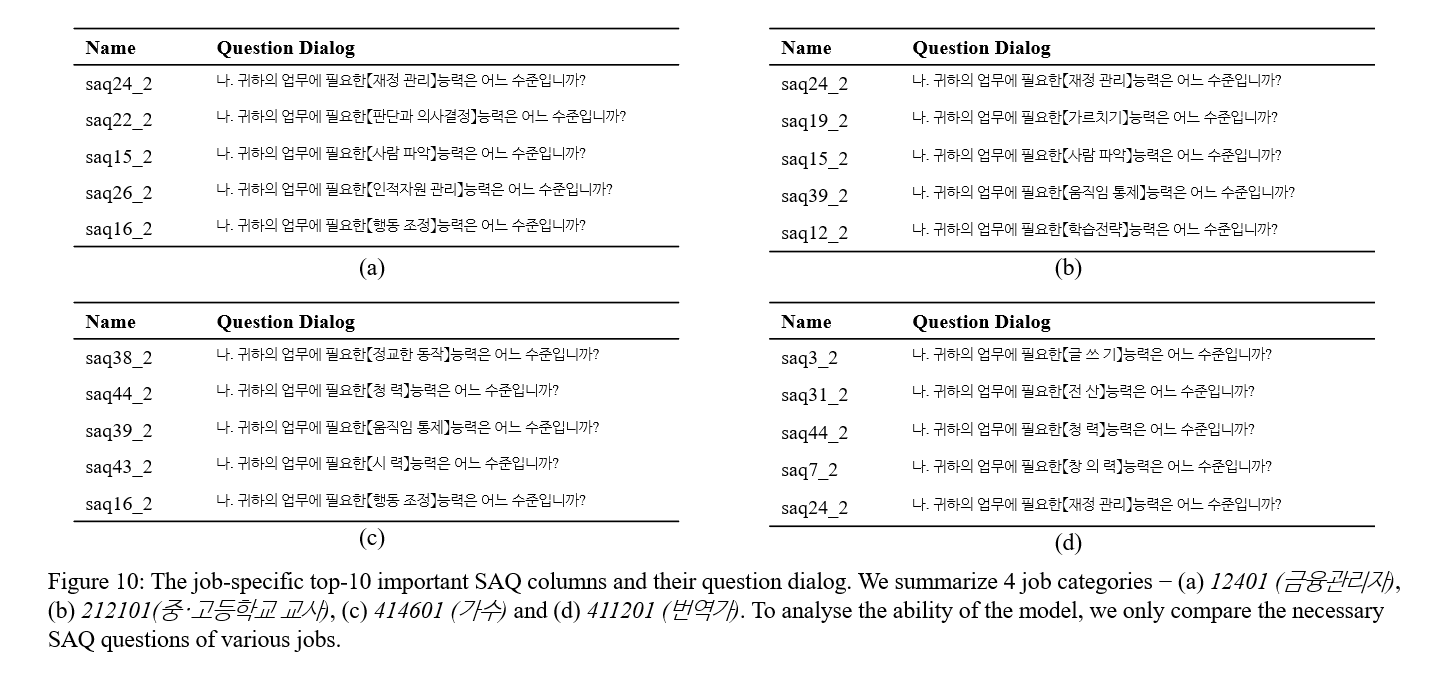 Name Question Dialog
saq24_2 나. 귀하의 업무에 필요한【재정 관리】능력은 어느 수준입니까?
saq22_2 나. 귀하의 업무에 필요한【판단과 의사결정】능력은 어느 수준입니까?
saq15_2 나. 귀하의 업무에 필요한【사람 파악】능력은 어느 수준입니까?
saq26_2 나. 귀하의 업무에 필요한【인적자원 관리】능력은 어느 수준입니까?
saq16_2 나. 귀하의 업무에 필요한【행동 조정】능력은 어느 수준입니까?
(a)
Name Question Dialog
saq24_2 나. 귀하의 업무에 필요한【재정 관리】능력은 어느 수준입니까?
saq19_2 나. 귀하의 업무에 필요한【가르치기】능력은 어느 수준입니까?
saq15_2 나. 귀하의 업무에 필요한【사람 파악】능력은 어느 수준입니까?
saq39_2 나. 귀하의 업무에 필요한【움직임 통제】능력은 어느 수준입니까?
saq12_2 나. 귀하의 업무에 필요한【학습전략】능력은 어느 수준입니까?
(b)
Name Question Dialog
saq38_2 나. 귀하의 업무에 필요한【정교한 동작】능력은 어느 수준입니까?
saq44_2 나. 귀하의 업무에 필요한【청 력】능력은 어느 수준입니까?
saq39_2 나. 귀하의 업무에 필요한【움직임 통제】능력은 어느 수준입니까?
saq43_2 나. 귀하의 업무에 필요한【시 력】능력은 어느 수준입니까?
saq16_2 나. 귀하의 업무에 필요한【행동 조정】능력은 어느 수준입니까?
(c)
Name Question Dialog
saq3_2 나. 귀하의 업무에 필요한【글 쓰 기】능력은 어느 수준입니까?
saq31_2 나. 귀하의 업무에 필요한【전 산】능력은 어느 수준입니까?
saq44_2 나. 귀하의 업무에 필요한【청 력】능력은 어느 수준입니까?
saq7_2 나. 귀하의 업무에 필요한【창 의 력】능력은 어느 수준입니까?
saq24_2 나. 귀하의 업무에 필요한【재정 관리】능력은 어느 수준입니까?
(d)
Figure 10: The job-specific top-10 important SAQ columns and their question dialog. We summarize 4 job categories − (a) 12401 (금융관리자),
(b) 212101(중·고등학교 교사), (c) 414601 (가수) and (d) 411201 (번역가). To analyse the ability of the model, we only compare the necessary
SAQ questions of various jobs.